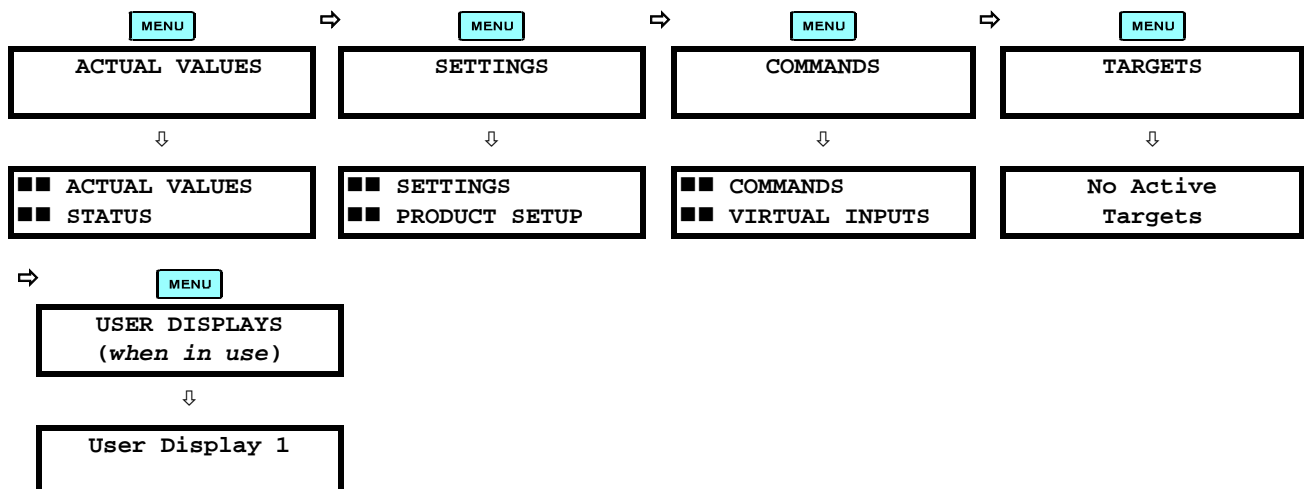 MENU
MENU
MENU
MENU
ACTUAL VALUES
SETTINGS
COMMANDS
TARGETS
ACTUAL VALUES
STATUS
SETTINGS
PRODUCT SETUP
COMMANDS
VIRTUAL INPUTS
No Active
Targets
MENU
USER DISPLAYS
(when in use)
User Display 1